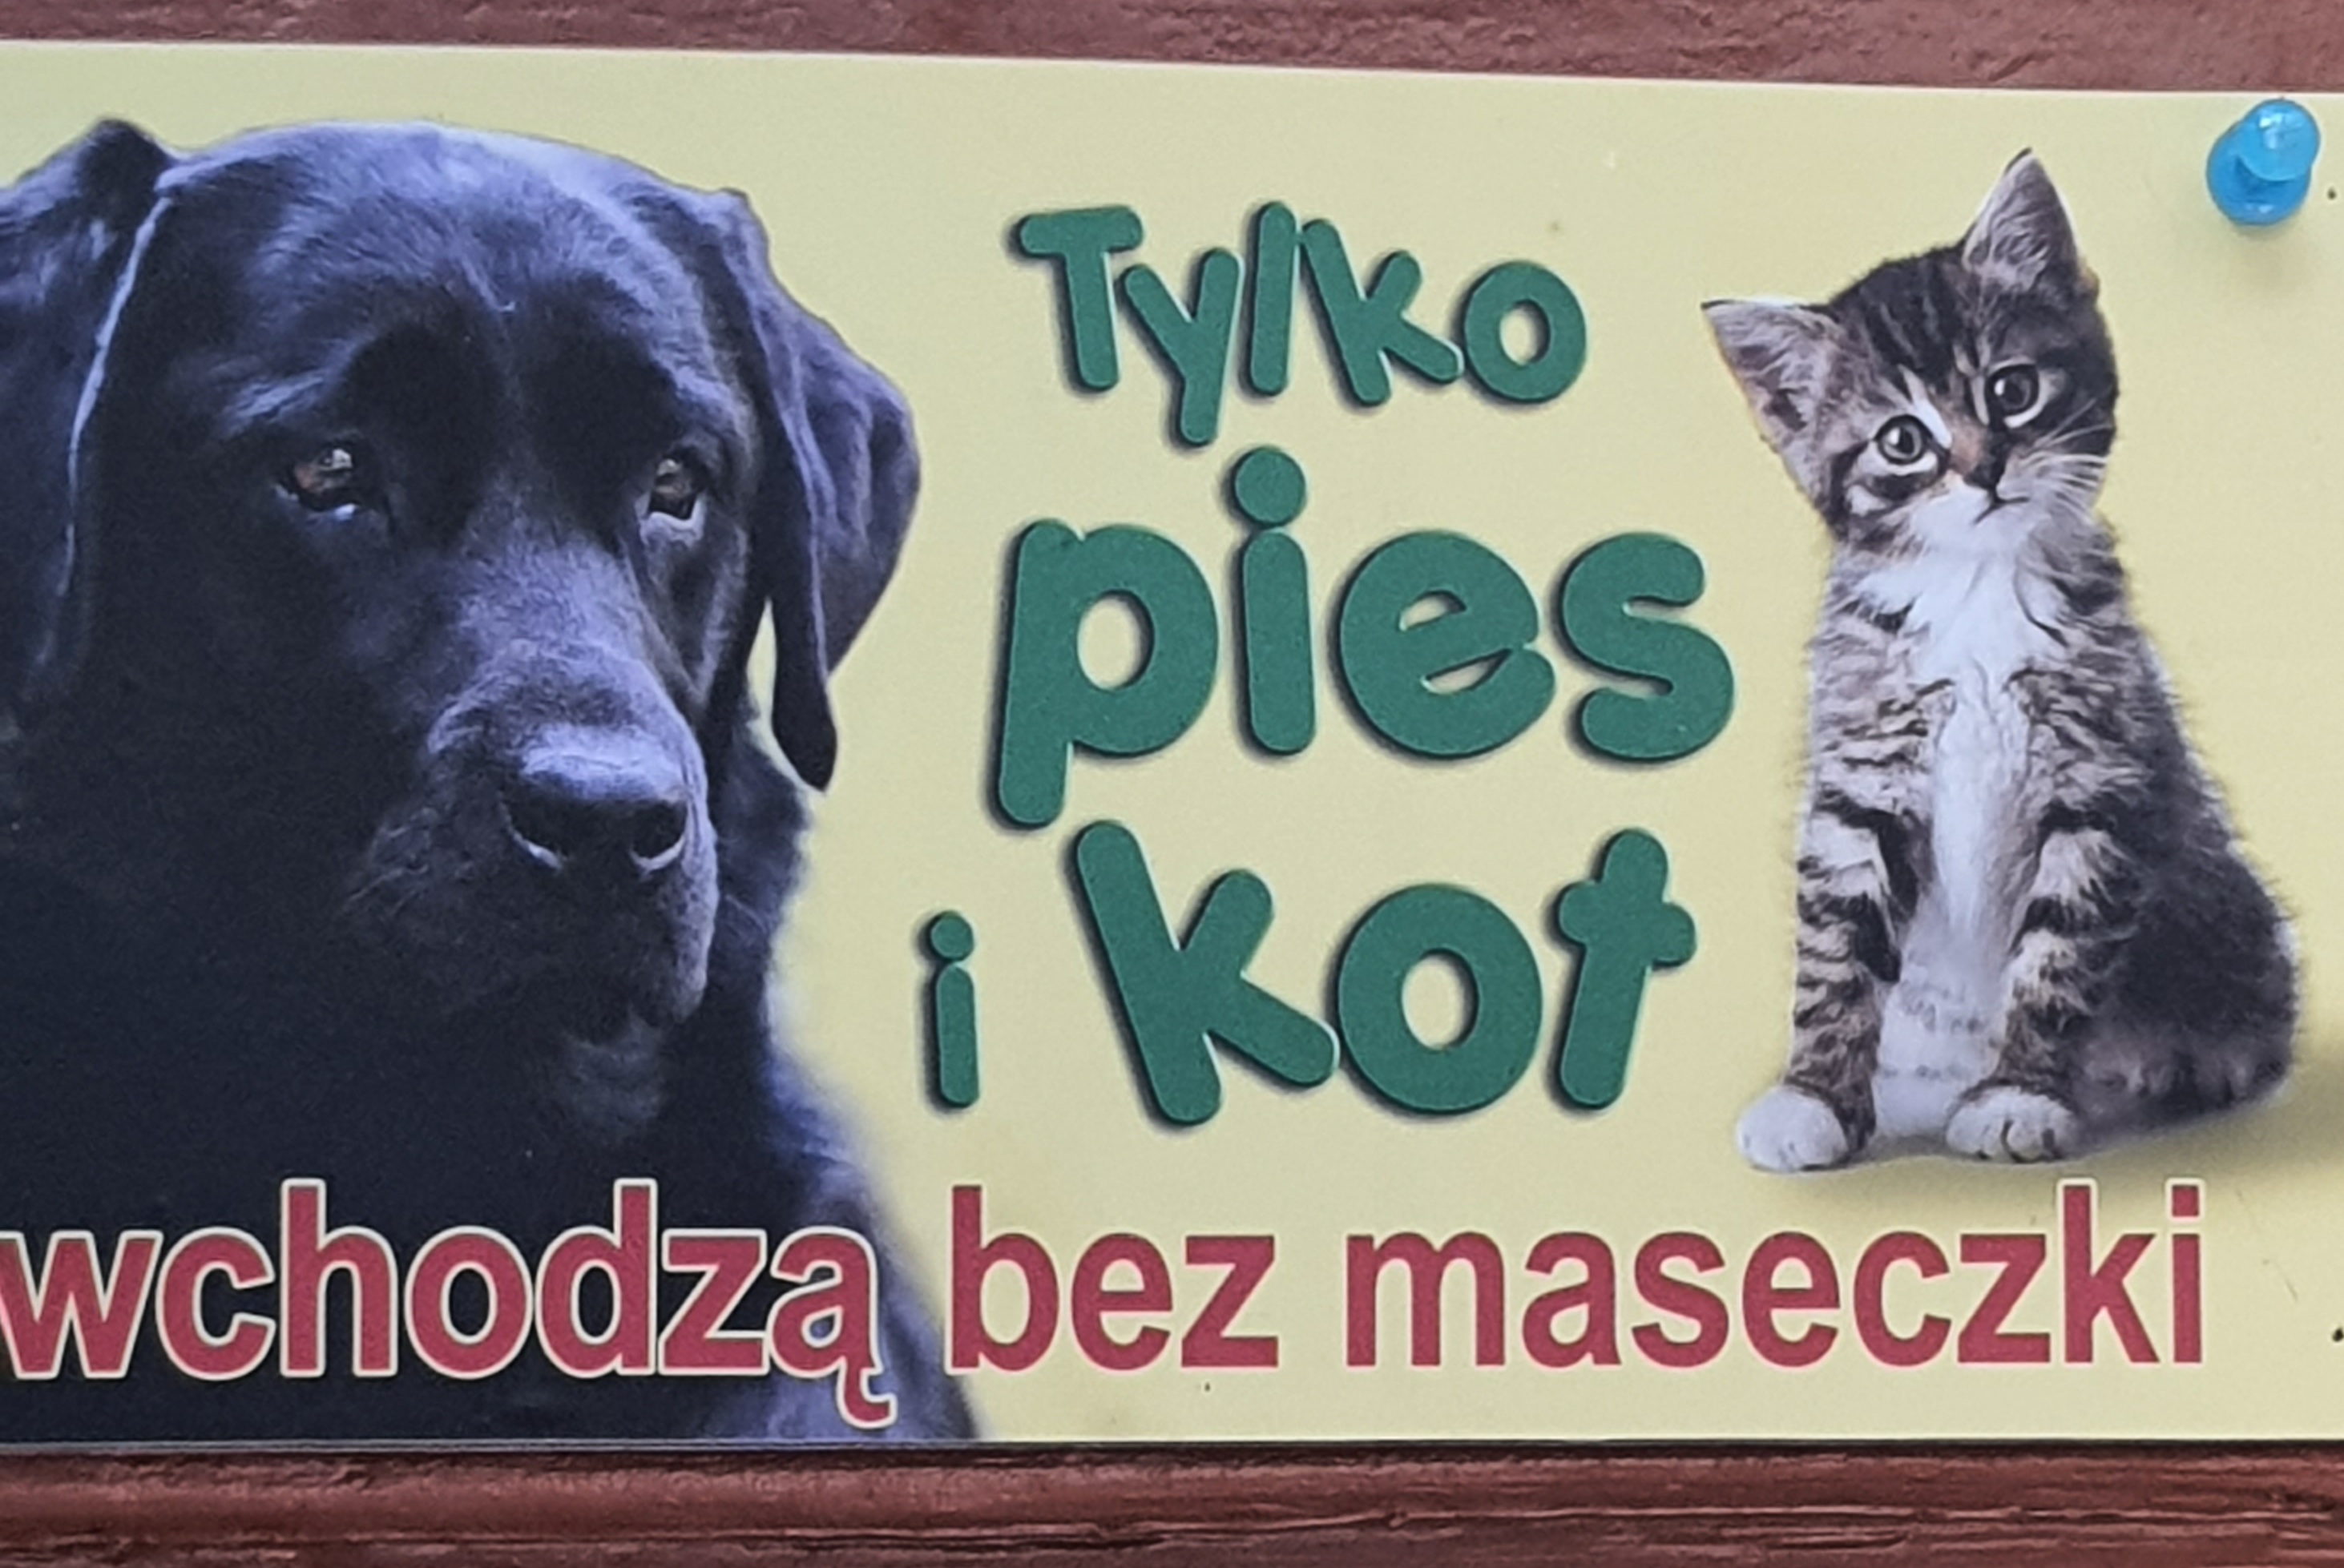 Tylko
pies
i kot
wchodzą bez maseczki